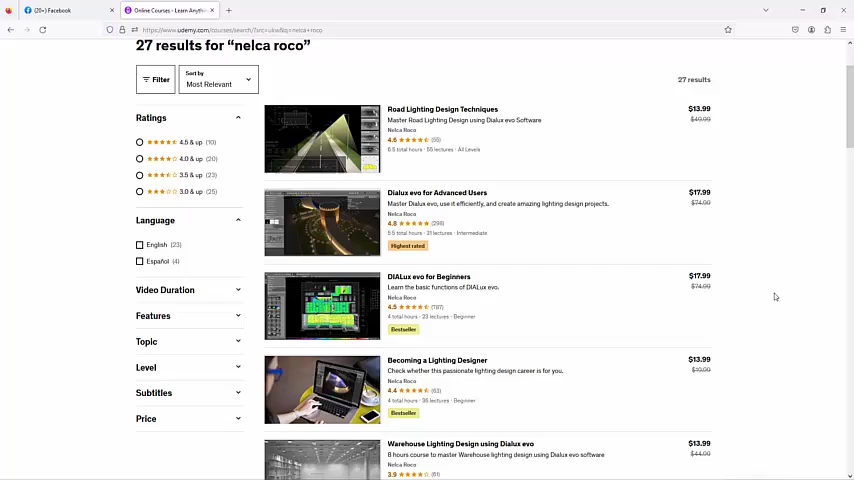 (20+) Facebook
Online Courses - Learn Anythin
https://www.udemy.com/courses/search/?src=ukw&q=nelca+roco
27 results for “nelca roco”
Filter
Sort by
Most Relevant
27 results
Ratings
4.5 & up (10)
4.0 & up (20)
3.5 & up (23)
3.0 & up (25)
Language
English (23)
Español (4)
Video Duration
Features
Topic
Level
Subtitles
Price
Road Lighting Design Techniques
Master Road Lighting Design using DIALux evo Software
Nelca Roco
4.6 (55)
6.5 total hours · 55 lectures · All Levels
$13.99
$49.99
Dialux evo for Advanced Users
Master Dialux evo, use it efficiently, and create amazing lighting design projects.
Nelca Roco
4.8 (299)
5.5 total hours · 31 lectures · Intermediate
Highest rated
$17.99
$74.99
DIALux evo for Beginners
Learn the basic functions of DIALux evo.
Nelca Roco
4.5 (787)
4 total hours · 23 lectures · Beginner
Bestseller
$17.99
$74.99
Becoming a Lighting Designer
Check whether this passionate lighting design career is for you.
Nelca Roco
4.4 (63)
4 total hours · 36 lectures · Beginner
Bestseller
$13.99
$19.99
Warehouse Lighting Design using Dialux evo
8 hours course to master Warehouse lighting design using Dialux evo software
Nelca Roco
3.9 (61)
$13.99
$44.99